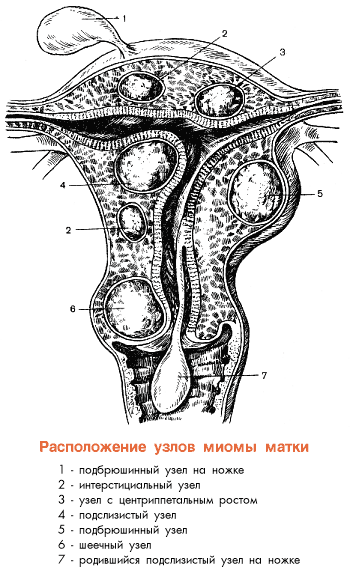 1
2
3
4
5
2
6
7
Расположение узлов миомы матки
1 - подбрюшинный узел на ножке
2 - интерстициальный узел
3 - узел с центриппетальным ростом
4 - подслизистый узел
5 - подбрюшинный узел
6 - шеечный узел
7 - родившийся подслизистый узел на ножке